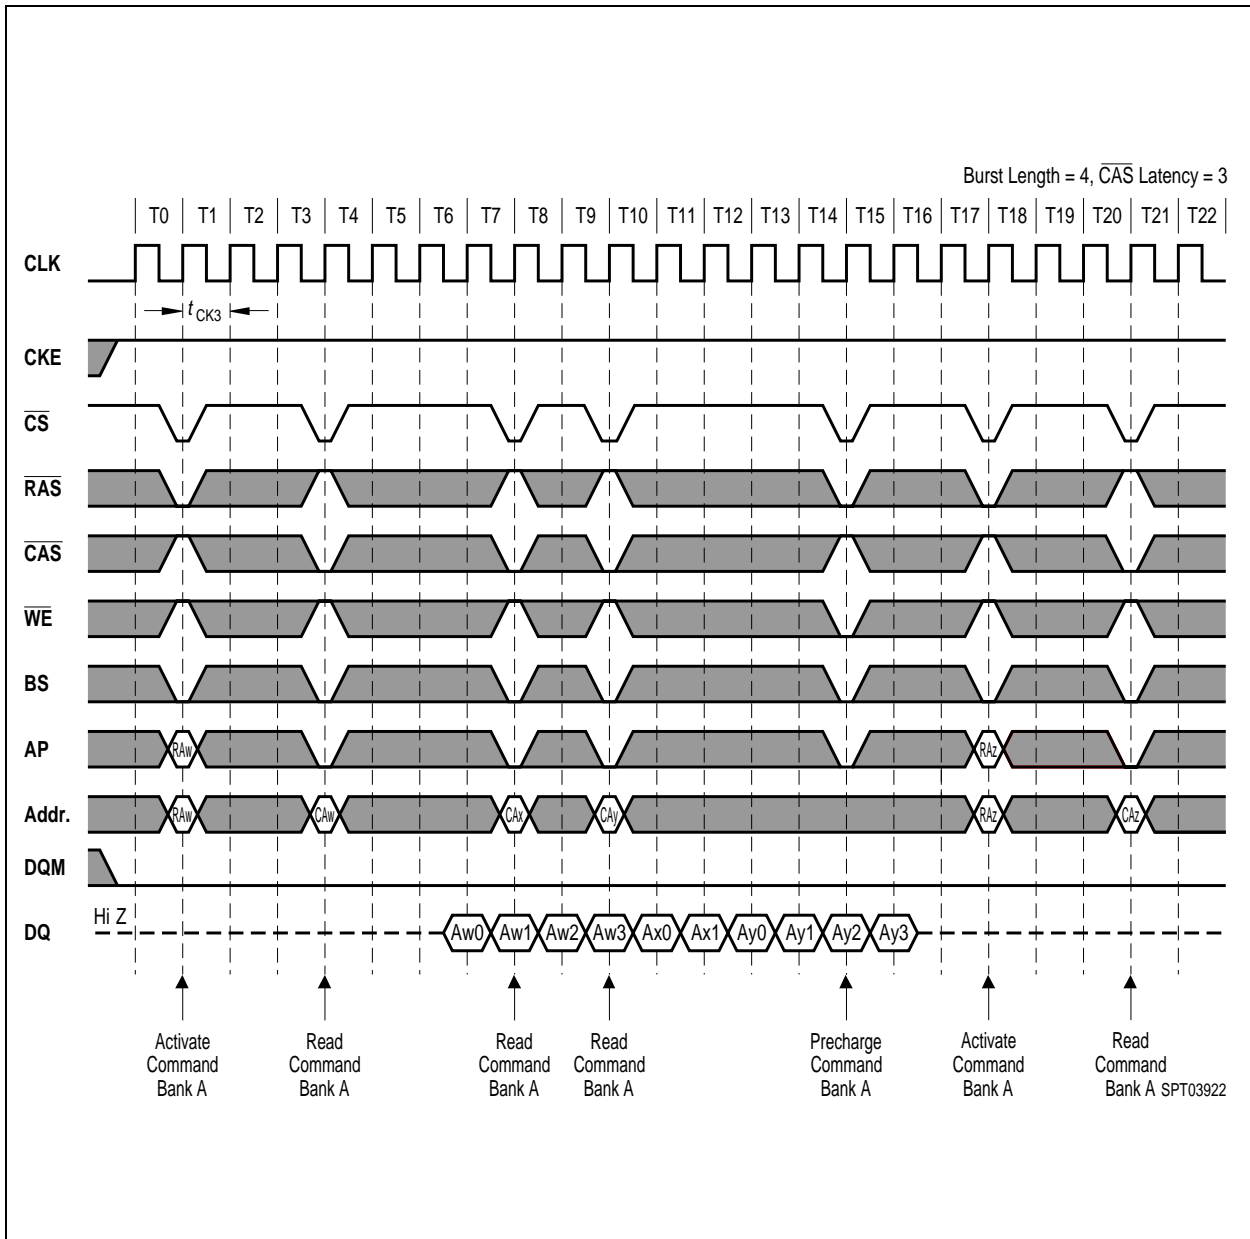 Burst Length = 4, CAS Latency = 3
T0 T1 T2 T3 T4 T5 T6 T7 T8 T9 T10 T11 T12 T13 T14 T15 T16 T17 T18 T19 T20 T21 T22
CLK
t CK3
CKE
CS
RAS
CAS
WE
BS
AP RAw RAz
Addr. RAw CAw CAx CAy RAz CAz
DQM
Hi Z
DQ Aw0 Aw1 Aw2 Aw3 Ax0 Ax1 Ay0 Ay1 Ay2 Ay3
Activate Command Bank A
Read Command Bank A
Read Command Bank A
Read Command Bank A
Precharge Command Bank A
Activate Command Bank A
Read Command Bank A
SPT03922